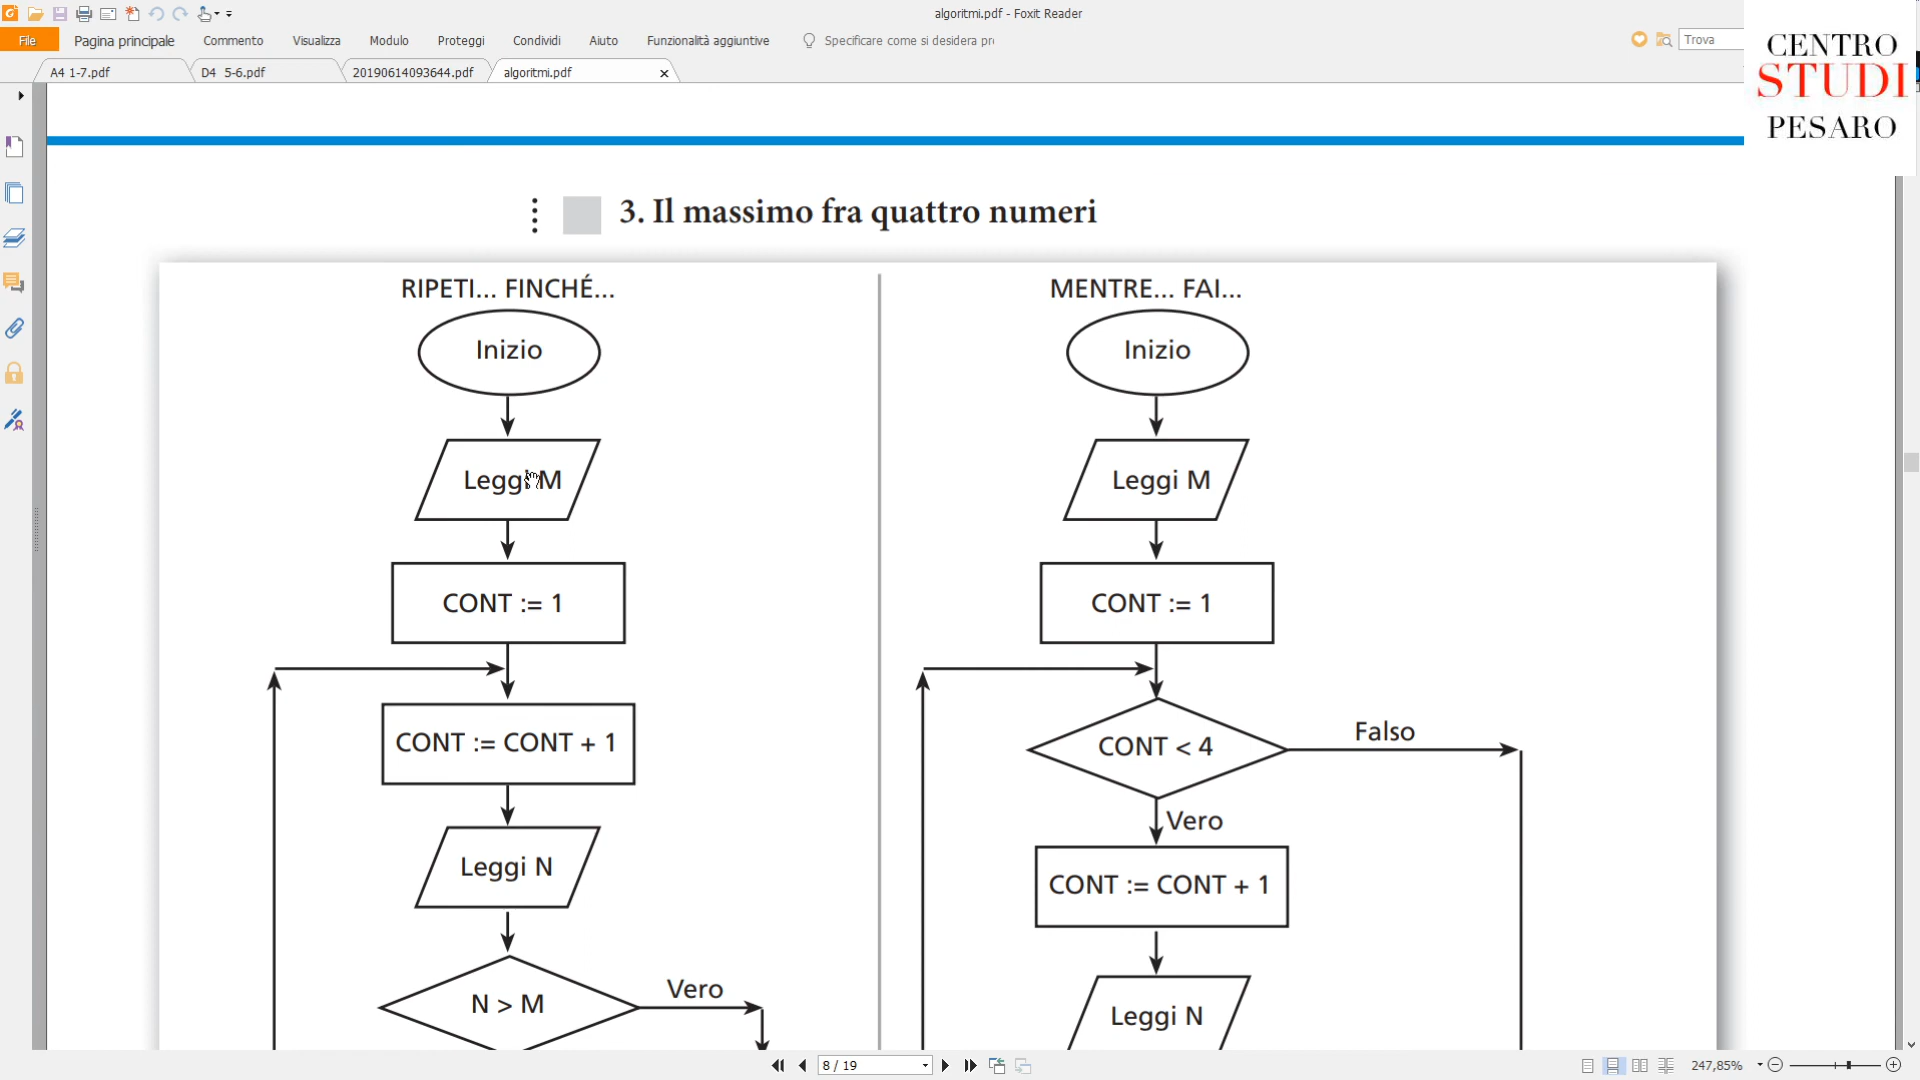 algoritmi.pdf - Foxit Reader
File Pagina principale Commento Visualizza Modulo Proteggi Condividi Aiuto Funzionalità aggiuntive Specificare come si desidera pr Trova
A4 1-7.pdf D4 5-6.pdf 20190614093644.pdf algoritmi.pdf
CENTRO
STUDI
PESARO
3. Il massimo fra quattro numeri
RIPETI... FINCHÉ...
Inizio
Leggi M
CONT := 1
CONT := CONT + 1
Leggi N
N > M
Vero
MENTRE... FAI...
Inizio
Leggi M
CONT := 1
CONT < 4
Falso
Vero
CONT := CONT + 1
Leggi N
8 / 19
247,85%